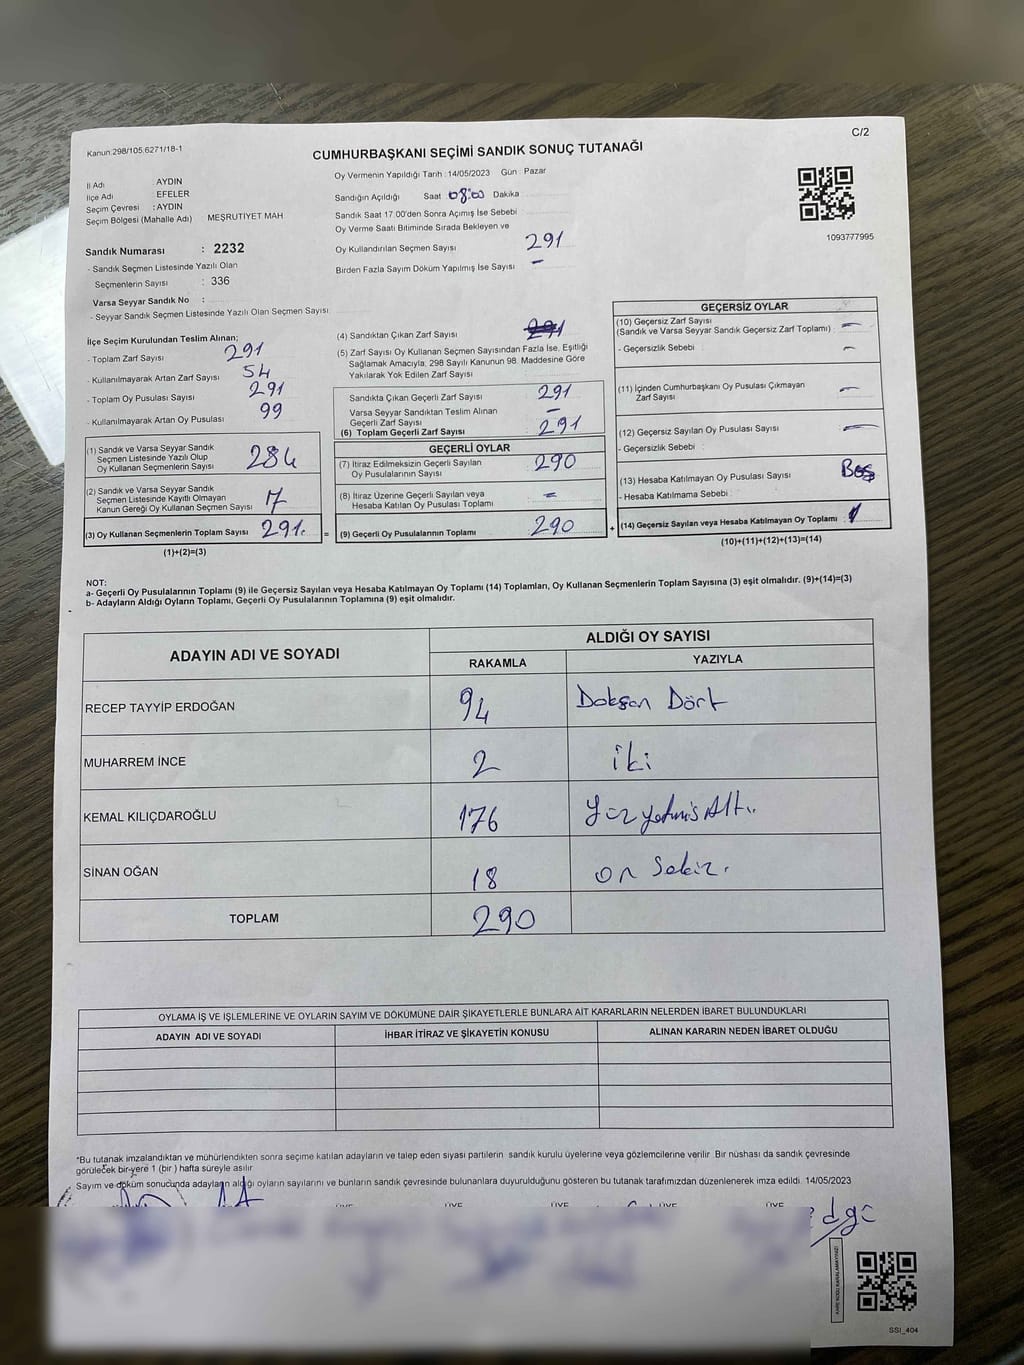 C/2
Kanun:298/105.6271/18-1
CUMHURBAŞKANI SEÇİMİ SANDIK SONUÇ TUTANAĞI
İl Adı AYDIN
İlçe Adı EFELER
Seçim Çevresi : AYDIN
Seçim Bölgesi (Mahalle Adı) MEŞRUTİYET MAH
Sandık Numarası : 2232
- Sandık Seçmen Listesinde Yazılı Olan
Seçmenlerin Sayısı : 336
Varsa Seyyar Sandık No :
- Seyyar Sandık Seçmen Listesinde Yazılı Olan Seçmen Sayısı
Oy Vermenin Yapıldığı Tarih : 14/05/2023 Gün : Pazar
Sandığın Açıldığı Saat 08:00 Dakika
Sandık Saat 17.00'den Sonra Açımış İse Sebebi
Oy Verme Saati Bitiminde Sırada Bekleyen ve
Oy Kullandırılan Seçmen Sayısı 291
Birden Fazla Sayım Döküm Yapılmış İse Sayısı –
1093777995
İlçe Seçim Kurulundan Teslim Alınan;
- Toplam Zarf Sayısı 291
- Kullanılmayarak Artan Zarf Sayısı 54
- Toplam Oy Pusulası Sayısı 291
- Kullanılmayarak Artan Oy Pusulası 99
(1) Sandık ve Varsa Seyyar Sandık
Seçmen Listesinde Yazılı Olup
Oy Kullanan Seçmenlerin Sayısı 284
(2) Sandık ve Varsa Seyyar Sandık
Seçmen Listesinde Kayıtlı Olmayan
Kanun Gereği Oy Kullanan Seçmen Sayısı 7
(3) Oy Kullanan Seçmenlerin Toplam Sayısı 291.
(1)+(2)=(3)
=
(4) Sandıktan Çıkan Zarf Sayısı 291
(5) Zarf Sayısı Oy Kullanan Seçmen Sayısından Fazla İse, Eşitliği
Sağlamak Amacıyla, 298 Sayılı Kanunun 98. Maddesine Göre
Yakılarak Yok Edilen Zarf Sayısı
Sandıkta Çıkan Geçerli Zarf Sayısı 291
Varsa Seyyar Sandıktan Teslim Alınan
Geçerli Zarf Sayısı –
(6) Toplam Geçerli Zarf Sayısı 291
GEÇERLİ OYLAR
(7) İtiraz Edilmeksizin Geçerli Sayılan
Oy Pusulalarının Sayısı 290
(8) İtiraz Üzerine Geçerli Sayılan veya
Hesaba Katılan Oy Pusulası Toplamı –
(9) Geçerli Oy Pusulalarının Toplamı 290
+
GEÇERSİZ OYLAR
(10) Geçersiz Zarf Sayısı
(Sandık ve Varsa Seyyar Sandık Geçersiz Zarf Toplamı) –
- Geçersizlik Sebebi –
(11) İçinden Cumhurbaşkanı Oy Pusulası Çıkmayan
Zarf Sayısı –
(12) Geçersiz Sayılan Oy Pusulası Sayısı –
- Geçersizlik Sebebi
(13) Hesaba Katılmayan Oy Pusulası Sayısı Boş
- Hesaba Katılmama Sebebi
(14) Geçersiz Sayılan veya Hesaba Katılmayan Oy Toplamı 1
(10)+(11)+(12)+(13)=(14)
NOT:
a- Geçerli Oy Pusulalarının Toplamı (9) ile Geçersiz Sayılan veya Hesaba Katılmayan Oy Toplamı (14) Toplamları, Oy Kullanan Seçmenlerin Toplam Sayısına (3) eşit olmalıdır. (9)+(14)=(3)
b- Adayların Aldığı Oyların Toplamı, Geçerli Oy Pusulalarının Toplamına (9) eşit olmalıdır.
ADAYIN ADI VE SOYADI ALDIĞI OY SAYISI
RAKAMLA YAZIYLA
RECEP TAYYİP ERDOĞAN 94 Doksan Dört
MUHARREM İNCE 2 iki
KEMAL KILIÇDAROĞLU 176 Yüz yetmiş Altı
SİNAN OĞAN 18 on Sekiz.
TOPLAM 290
OYLAMA İŞ VE İŞLEMLERİNE VE OYLARIN SAYIM VE DÖKÜMÜNE DAİR ŞİKAYETLERLE BUNLARA AİT KARARLARIN NELERDEN İBARET BULUNDUKLARI
ADAYIN ADI VE SOYADI İHBAR İTİRAZ VE ŞİKAYETİN KONUSU ALINAN KARARIN NEDEN İBARET OLDUĞU
*Bu tutanak imzalandıktan ve mühürlendikten sonra seçime katılan adayların ve talep eden siyasi partilerin sandık kurulu üyelerine veya gözlemcilerine verilir. Bir nüshası da sandık çevresinde
görülecek bir yere 1 (bir ) hafta süreyle asılır
Sayım ve döküm sonucunda adayların aldığı oyların sayılarını ve bunların sandık çevresinde bulunanlara duyurulduğunu gösteren bu tutanak tarafımızdan düzenlenerek imza edildi. 14/05/2023
ÜYE ÜYE ÜYE ÜYE ÜYE
KARE KODU KARALAMAYINIZ!
SSI_404